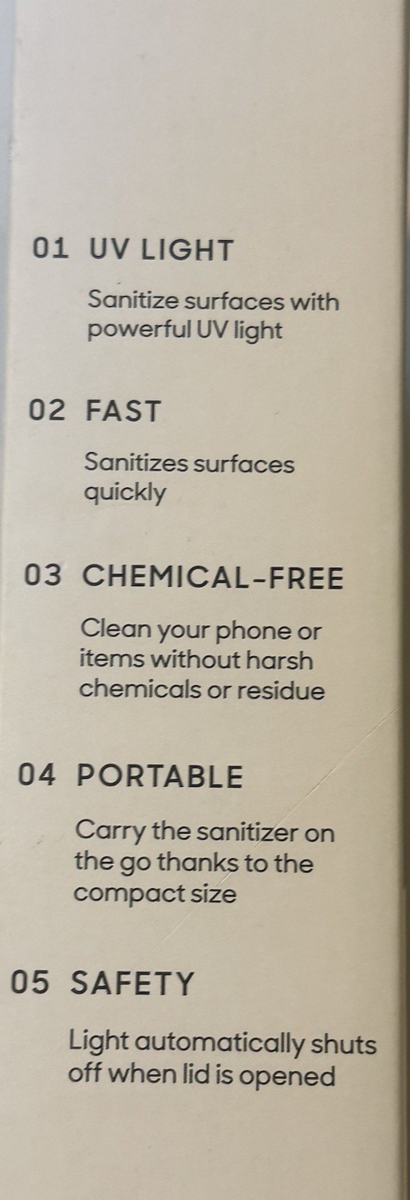 01 UV LIGHT
Sanitize surfaces with
powerful UV light
02 FAST
Sanitizes surfaces
quickly
03 CHEMICAL-FREE
Clean your phone or
items without harsh
chemicals or residue
04 PORTABLE
Carry the sanitizer on
the go thanks to the
compact size
05 SAFETY
Light automatically shuts
off when lid is opened